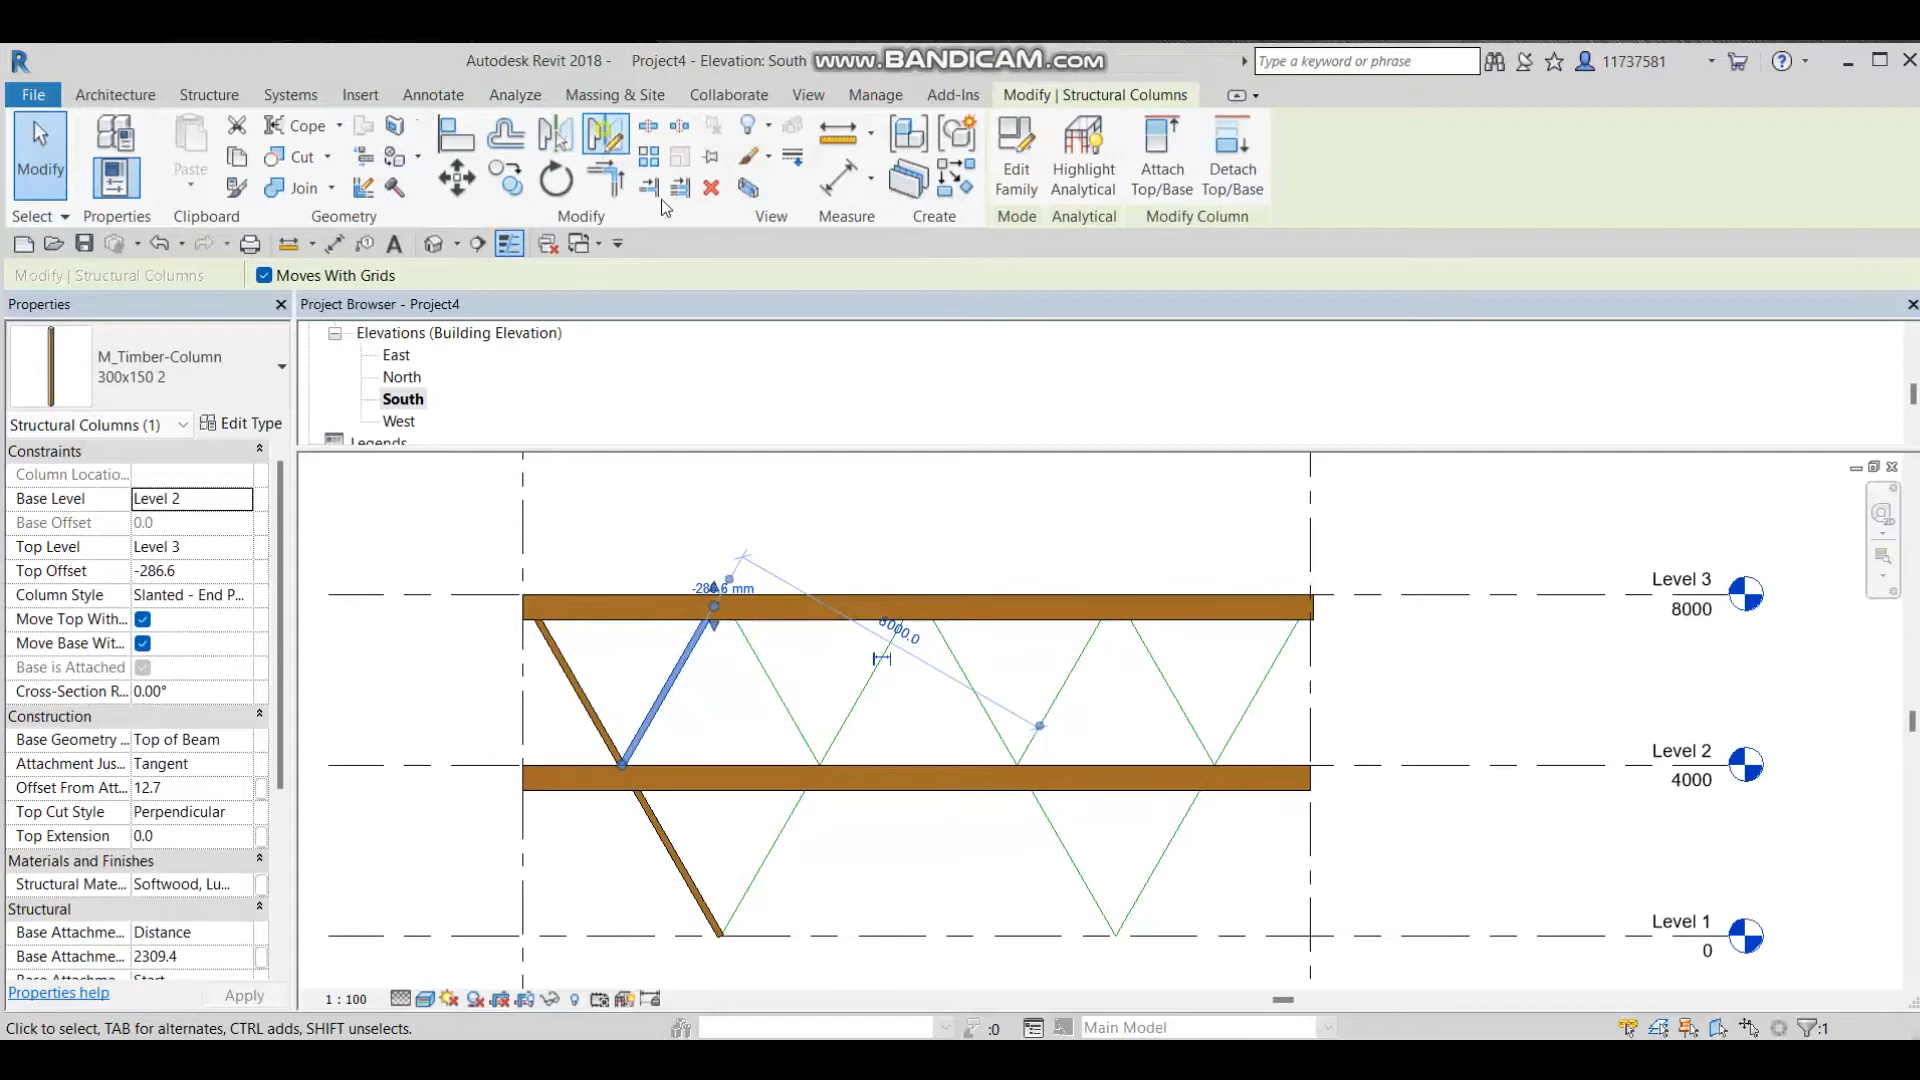 Autodesk Revit 2018 - Project4 - Elevation: South
www.BANDICAM.com
Type a keyword or phrase
11737581
File Architecture Structure Systems Insert Annotate Analyze Massing & Site Collaborate View Manage Add-Ins Modify | Structural Columns
Modify
Paste
Cope
Cut
Join
Edit Family
Highlight Analytical
Attach Top/Base
Detach Top/Base
Select Properties Clipboard Geometry Modify View Measure Create Mode Analytical Modify Column
Modify | Structural Columns Moves With Grids
Properties
M_Timber-Column
300x150 2
Structural Columns (1) Edit Type
Constraints
Column Locatio...
Base Level Level 2
Base Offset 0.0
Top Level Level 3
Top Offset -286.6
Column Style Slanted - End P...
Move Top With...
Move Base Wit...
Base is Attached
Cross-Section R... 0.00°
Construction
Base Geometry ... Top of Beam
Attachment Jus... Tangent
Offset From Att... 12.7
Top Cut Style Perpendicular
Top Extension 0.0
Materials and Finishes
Structural Mate... Softwood, Lu...
Structural
Base Attachme... Distance
Base Attachme... 2309.4
Base Attachme... Start
Properties help Apply
Project Browser - Project4
Elevations (Building Elevation)
East
North
South
West
Legends
-286.6 mm
8000.0
Level 3
8000
Level 2
4000
Level 1
0
1 : 100
Click to select, TAB for alternates, CTRL adds, SHIFT unselects.
:0
Main Model
:1